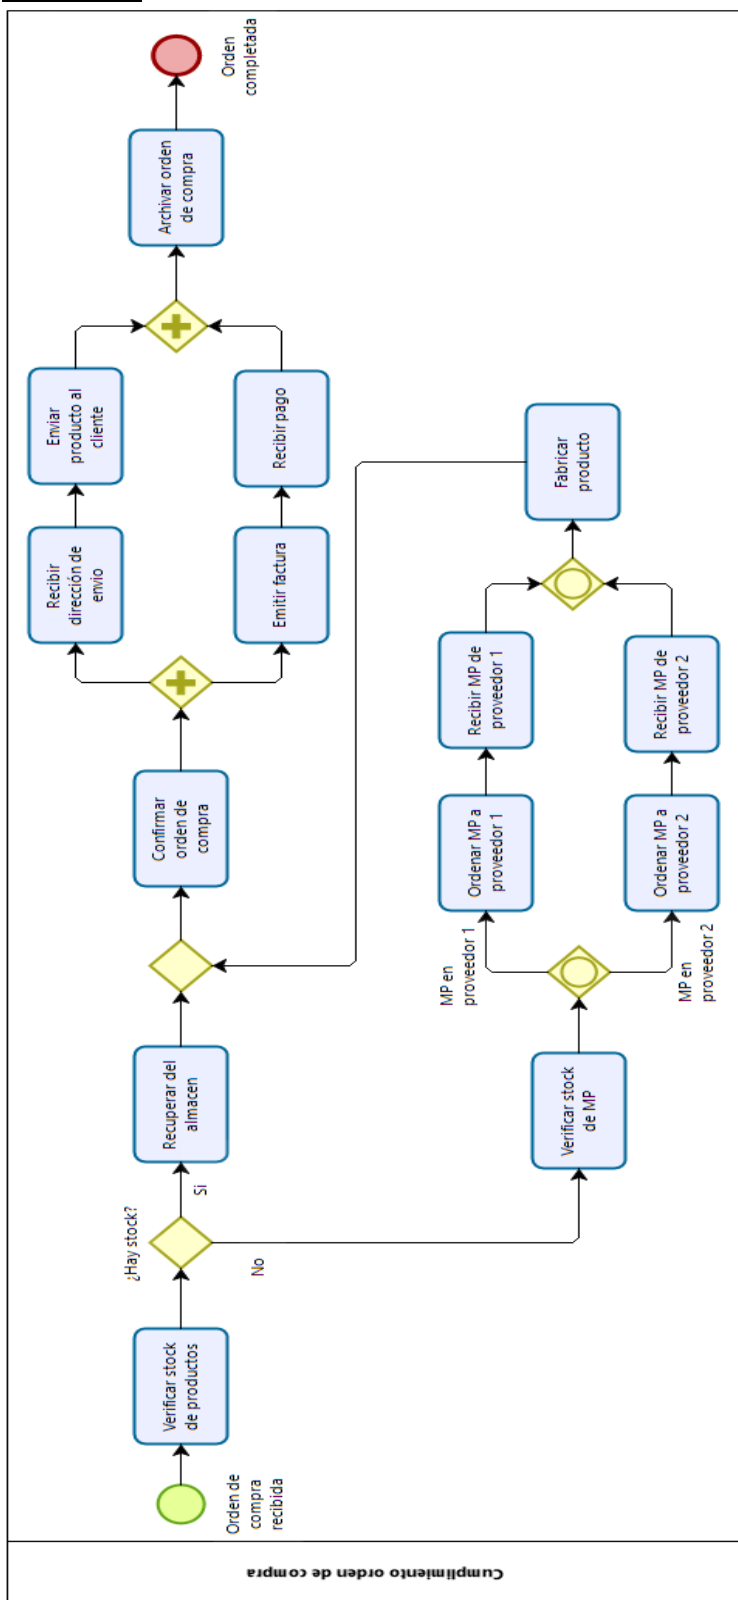 Cumplimiento orden de compra
Orden de
compra
recibida
Verificar stock
de productos
¿Hay stock?
Si
No
Recuperar del
almacen
Confirmar
orden de
compra
Recibir
dirección de
envio
Enviar
producto al
cliente
Emitir factura
Recibir pago
Archivar orden
de compra
Orden
completada
Verificar stock
de MP
MP en
proveedor 1
Ordenar MP a
proveedor 1
Recibir MP de
proveedor 1
MP en
proveedor 2
Ordenar MP a
proveedor 2
Recibir MP de
proveedor 2
Fabricar
producto